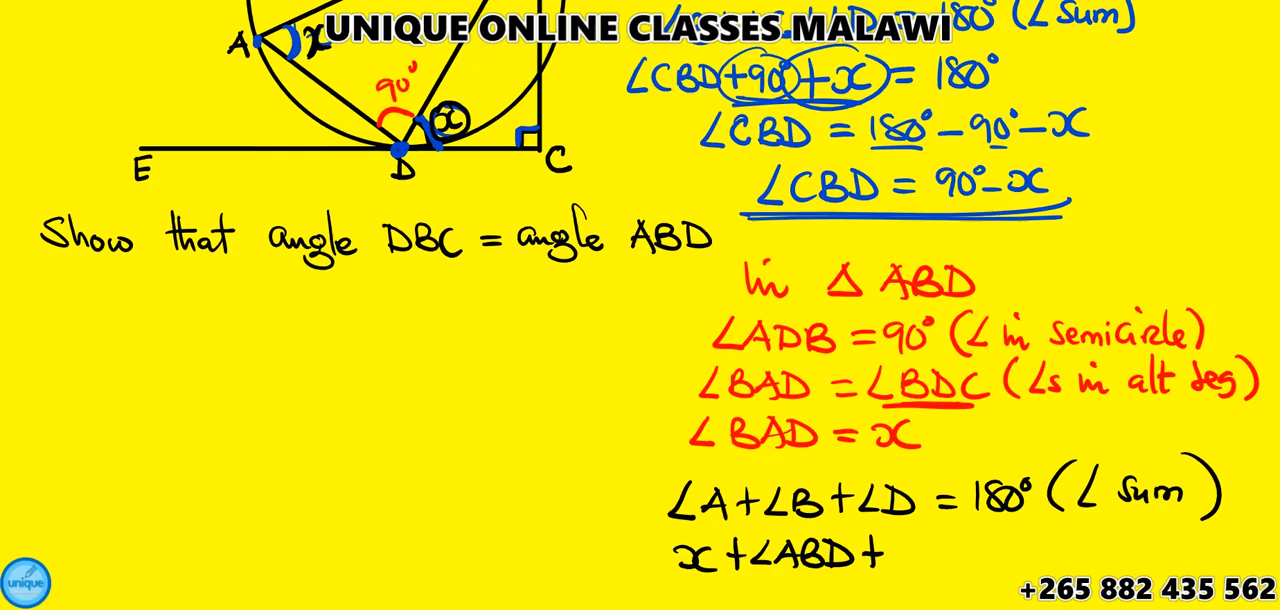 UNIQUE ONLINE CLASSES MALAWI
180° (∠ Sum)
A x
90° x
E D C
∠CBD + 90° + x = 180°
∠CBD = 180° - 90° - x
∠CBD = 90° - x
Show that angle DBC = angle ABD
In Δ ABD
∠ADB = 90° (∠ in semicircle)
∠BAD = ∠BDC (∠s in alt seg)
∠BAD = x
∠A + ∠B + ∠D = 180° (∠ sum)
x + ∠ABD +
unique
+265 882 435 562